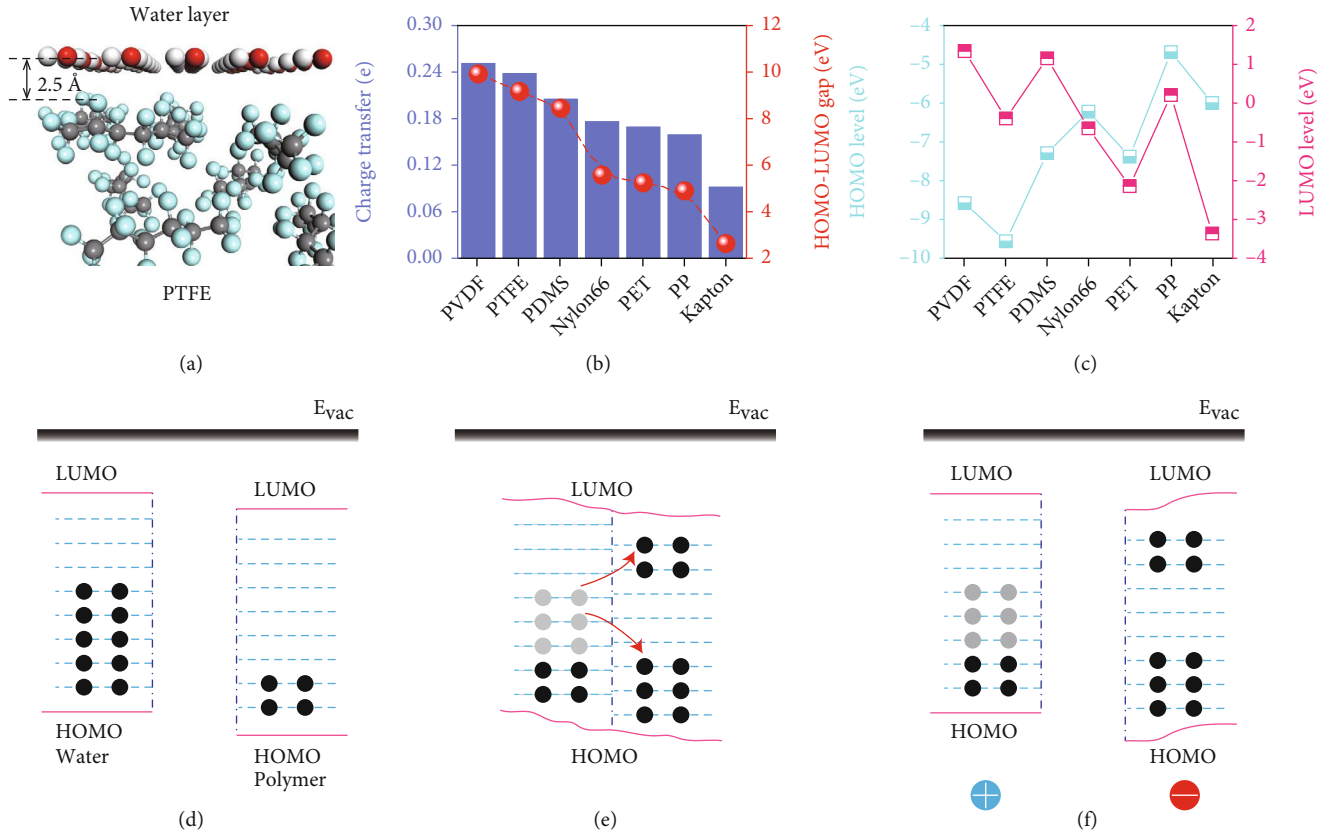 Water layer
2.5 Å
PTFE
(a)
Charge transfer (e)
0.30
0.24
0.18
0.12
0.06
0.00
12
10
8
6
4
2
HOMO-LUMO gap (eV)
PVDF
PTFE
PDMS
Nylon66
PET
PP
Kapton
(b)
HOMO level (eV)
−4
−5
−6
−7
−8
−9
−10
2
1
0
−1
−2
−3
−4
LUMO level (eV)
PVDF
PTFE
PDMS
Nylon66
PET
PP
Kapton
(c)
Evac
LUMO
LUMO
HOMO
Water
HOMO
Polymer
(d)
Evac
LUMO
HOMO
(e)
Evac
LUMO
LUMO
HOMO
HOMO
+
−
(f)